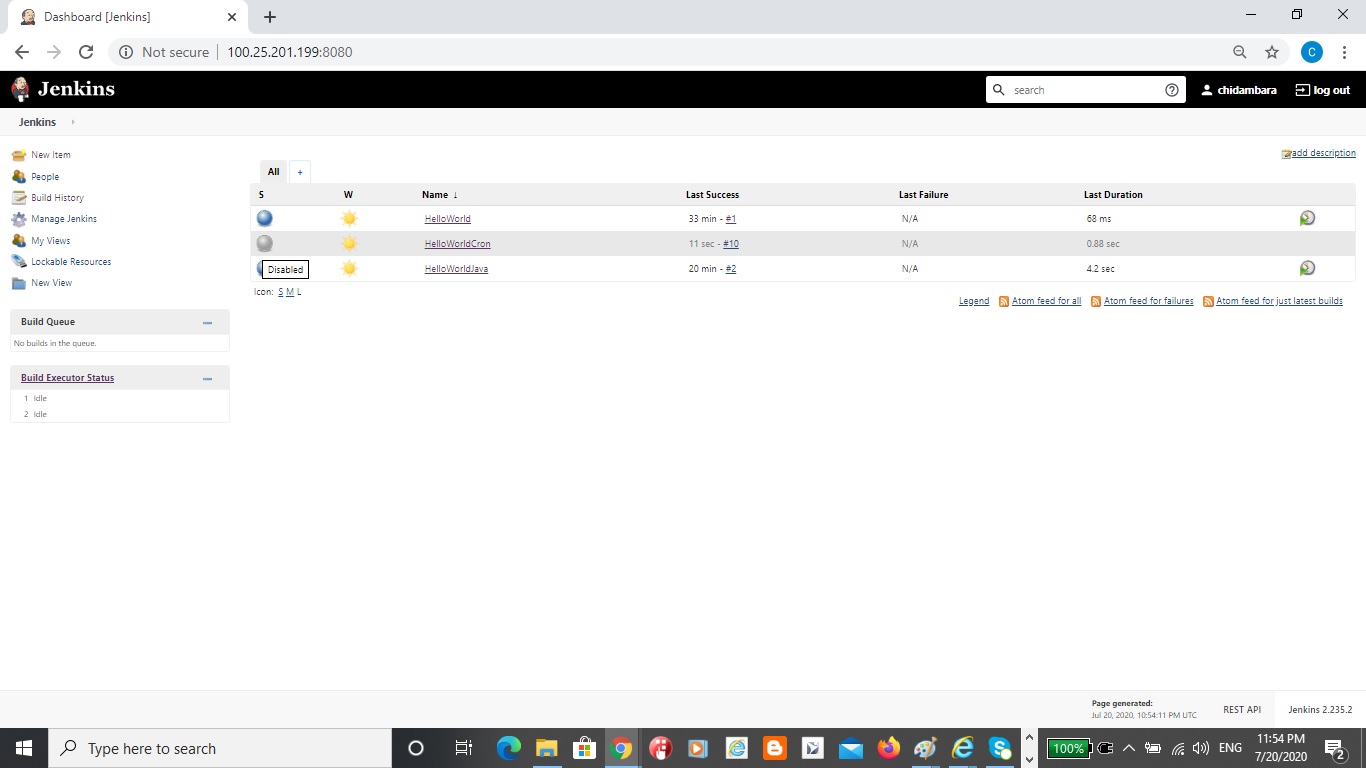 Dashboard [Jenkins]
Not secure
100.25.201.199:8080
C
Jenkins
search
chidambara
log out
Jenkins
New Item
People
Build History
Manage Jenkins
My Views
Lockable Resources
New View
Build Queue
No builds in the queue.
Build Executor Status
1 Idle
2 Idle
add description
All +
S W Name ↓ Last Success Last Failure Last Duration
HelloWorld 33 min - #1 N/A 68 ms
HelloWorldCron 11 sec - #10 N/A 0.88 sec
Disabled
HelloWorldJava 20 min - #2 N/A 4.2 sec
Icon: S M L
Legend Atom feed for all Atom feed for failures Atom feed for just latest builds
Page generated:
Jul 20, 2020, 10:54:11 PM UTC
REST API
Jenkins 2.235.2
Type here to search
100%
ENG
11:54 PM
7/20/2020
2